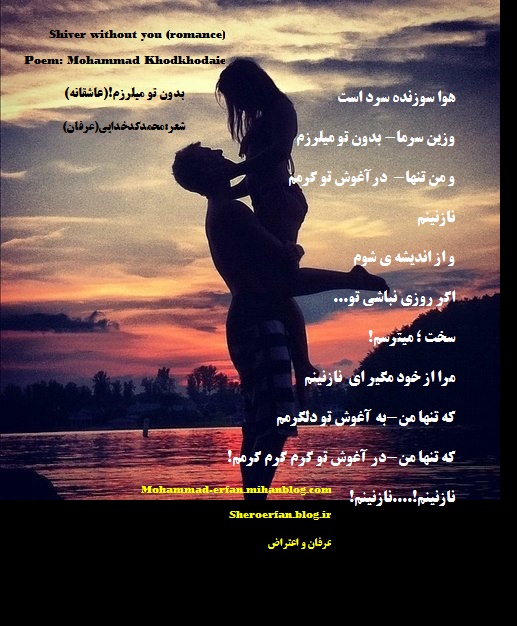 Shiver without you (romance)
Poem: Mohammad Khodkhodaie
بدون تو میلرزم!(عاشقانه)
شعر:محمدکدخدایی(عرفان)
هوا سوزنده سرد است
وزین سرما- بدون تو میلرزم
و من تنها- در آغوش تو گرمم
نازنینم
و از اندیشه ی شوم
اگر روزی نباشی تو...
سخت ؛ میترسم!
مرا از خود مگیر ای نازنینم
که تنها من-به آغوش تو دلگرمم
که تنها من-در آغوش تو گرم گرم گرمم!
نازنینم!....نازنینم!
Mohammad-erfan.mihanblog.com
Sheroerfan.blog.ir
عرفان و اعتراض